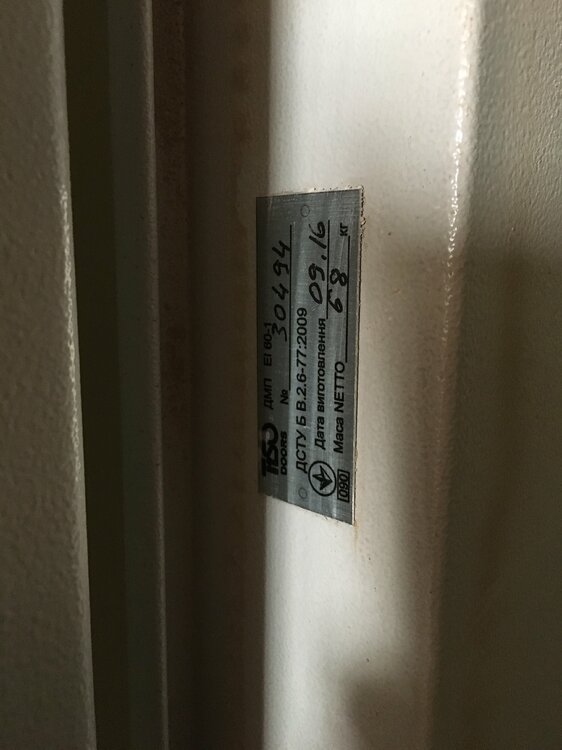 TISO ДМП EI 60-1
DOORS № 30494
ДСТУ Б В.2.6-77:2009
Дата виготовлення 09.16
090 Маса NETTO 68 кг